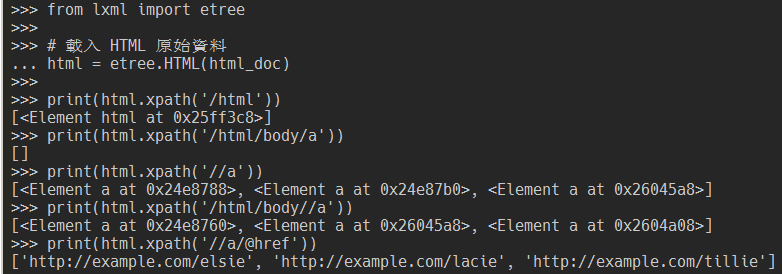 >>> from lxml import etree
>>>
>>> # 載入 HTML 原始資料
... html = etree.HTML(html_doc)
>>>
>>> print(html.xpath('/html'))
[<Element html at 0x25ff3c8>]
>>> print(html.xpath('/html/body/a'))
[]
>>> print(html.xpath('//a'))
[<Element a at 0x24e8788>, <Element a at 0x24e87b0>, <Element a at 0x26045a8>]
>>> print(html.xpath('/html/body//a'))
[<Element a at 0x24e8760>, <Element a at 0x26045a8>, <Element a at 0x2604a08>]
>>> print(html.xpath('//a/@href'))
['http://example.com/elsie', 'http://example.com/lacie', 'http://example.com/tillie']